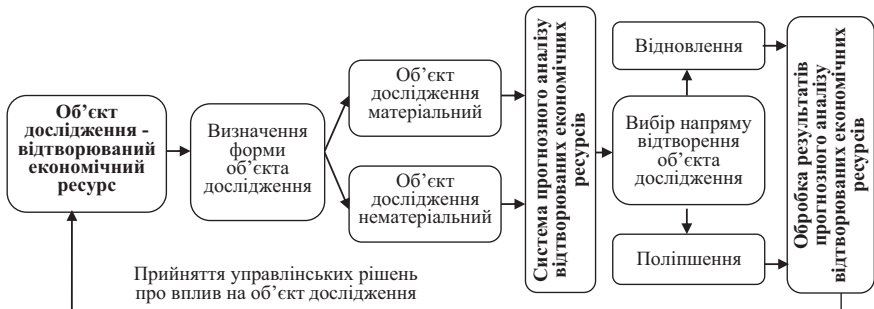 Об’єкт
дослідження -
відтворюваний
економічний
ресурс
Визначення
форми
об’єкта
дослідження
Об’єкт
дослідження
матеріальний
Об’єкт
дослідження
нематеріальний
Система прогнозного аналізу
відтворюваних економічних
ресурсів
Відновлення
Вибір напряму
відтворення
об’єкта
дослідження
Поліпшення
Обробка результатів
прогнозного аналізу
відтворюваних економічних
ресурсів
Прийняття управлінських рішень
про вплив на об’єкт дослідження